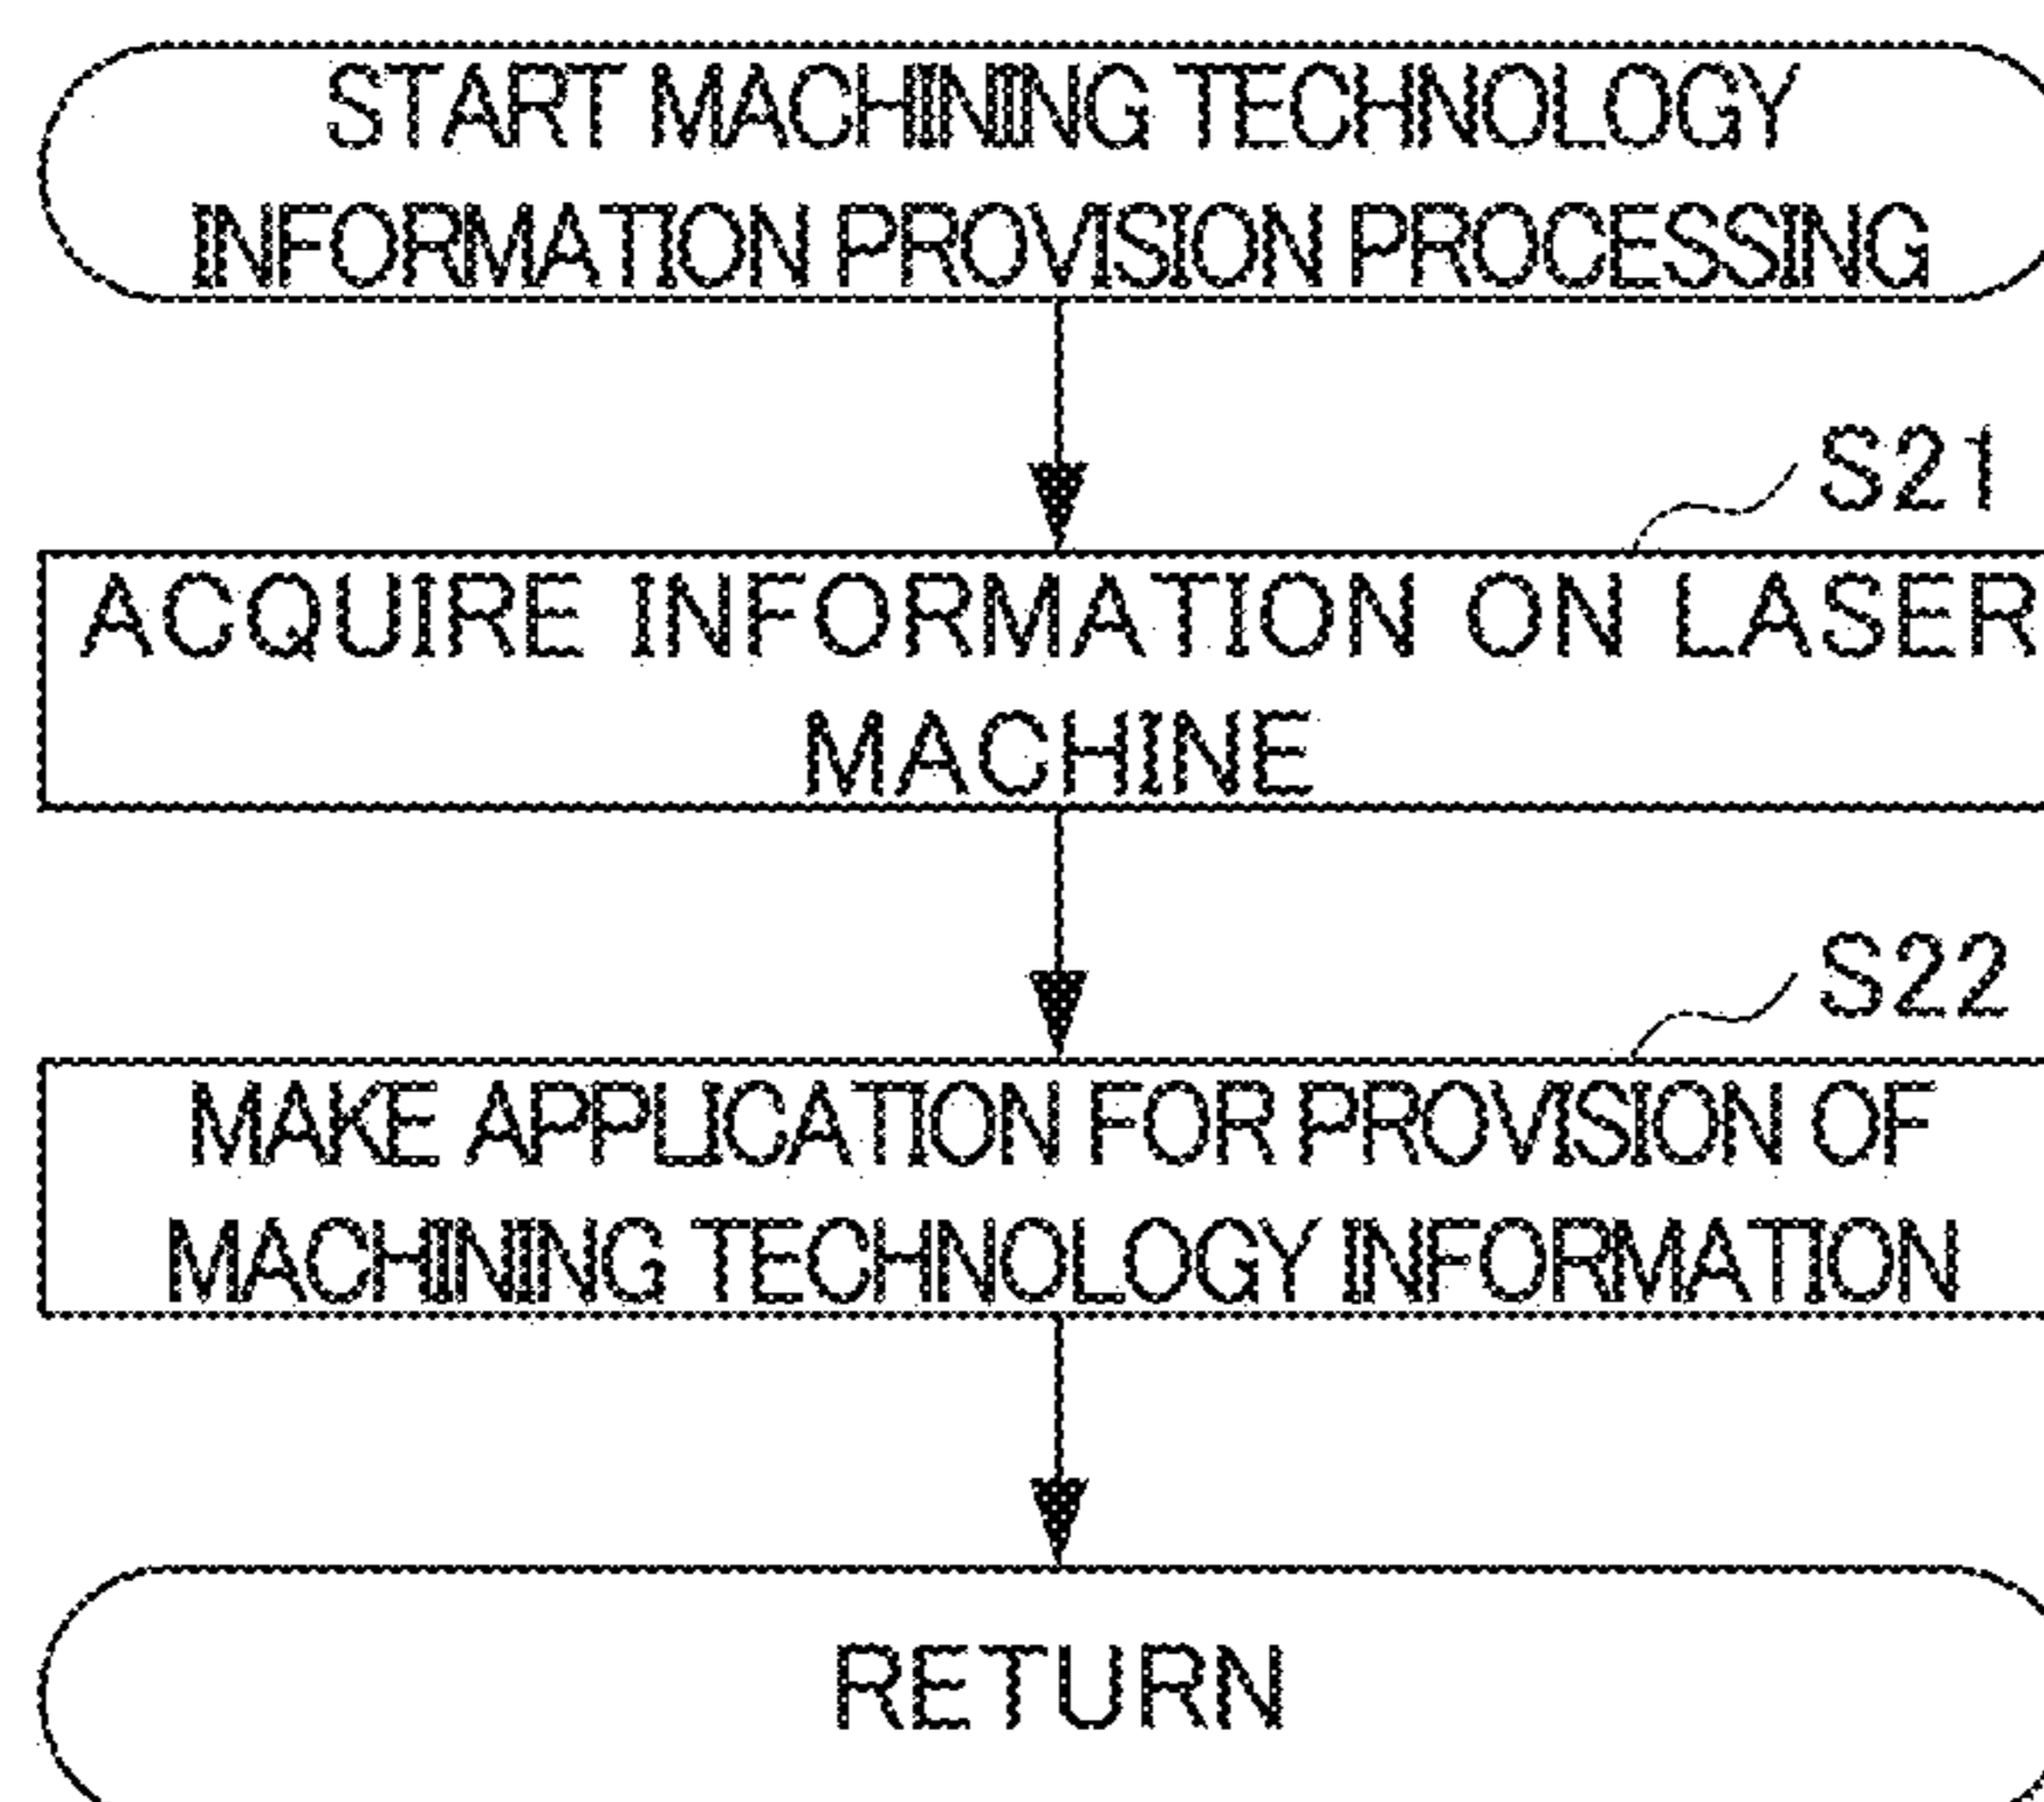 START MACHINING TECHNOLOGY
INFORMATION PROVISION PROCESSING
S21
ACQUIRE INFORMATION ON LASER
MACHINE
S22
MAKE APPLICATION FOR PROVISION OF
MACHINING TECHNOLOGY INFORMATION
RETURN